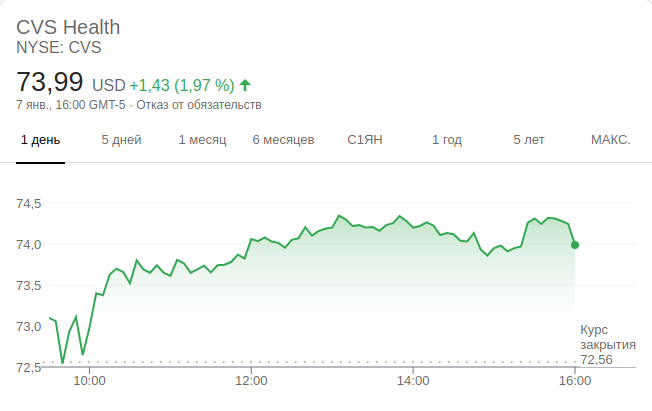 CVS Health
NYSE: CVS
73,99 USD +1,43 (1,97 %)
7 янв., 16:00 GMT-5 · Отказ от обязательств
1 день 5 дней 1 месяц 6 месяцев С1ЯН 1 год 5 лет МАКС.
74,5
74,0
73,5
73,0
72,5
Курс
закрытия
72,56
10:00 12:00 14:00 16:00